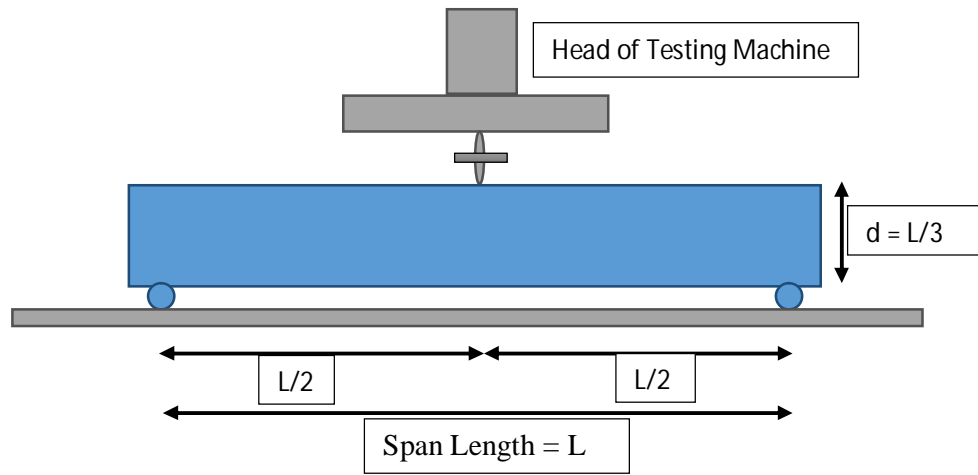 Head of Testing Machine
d = L/3
L/2
L/2
Span Length = L